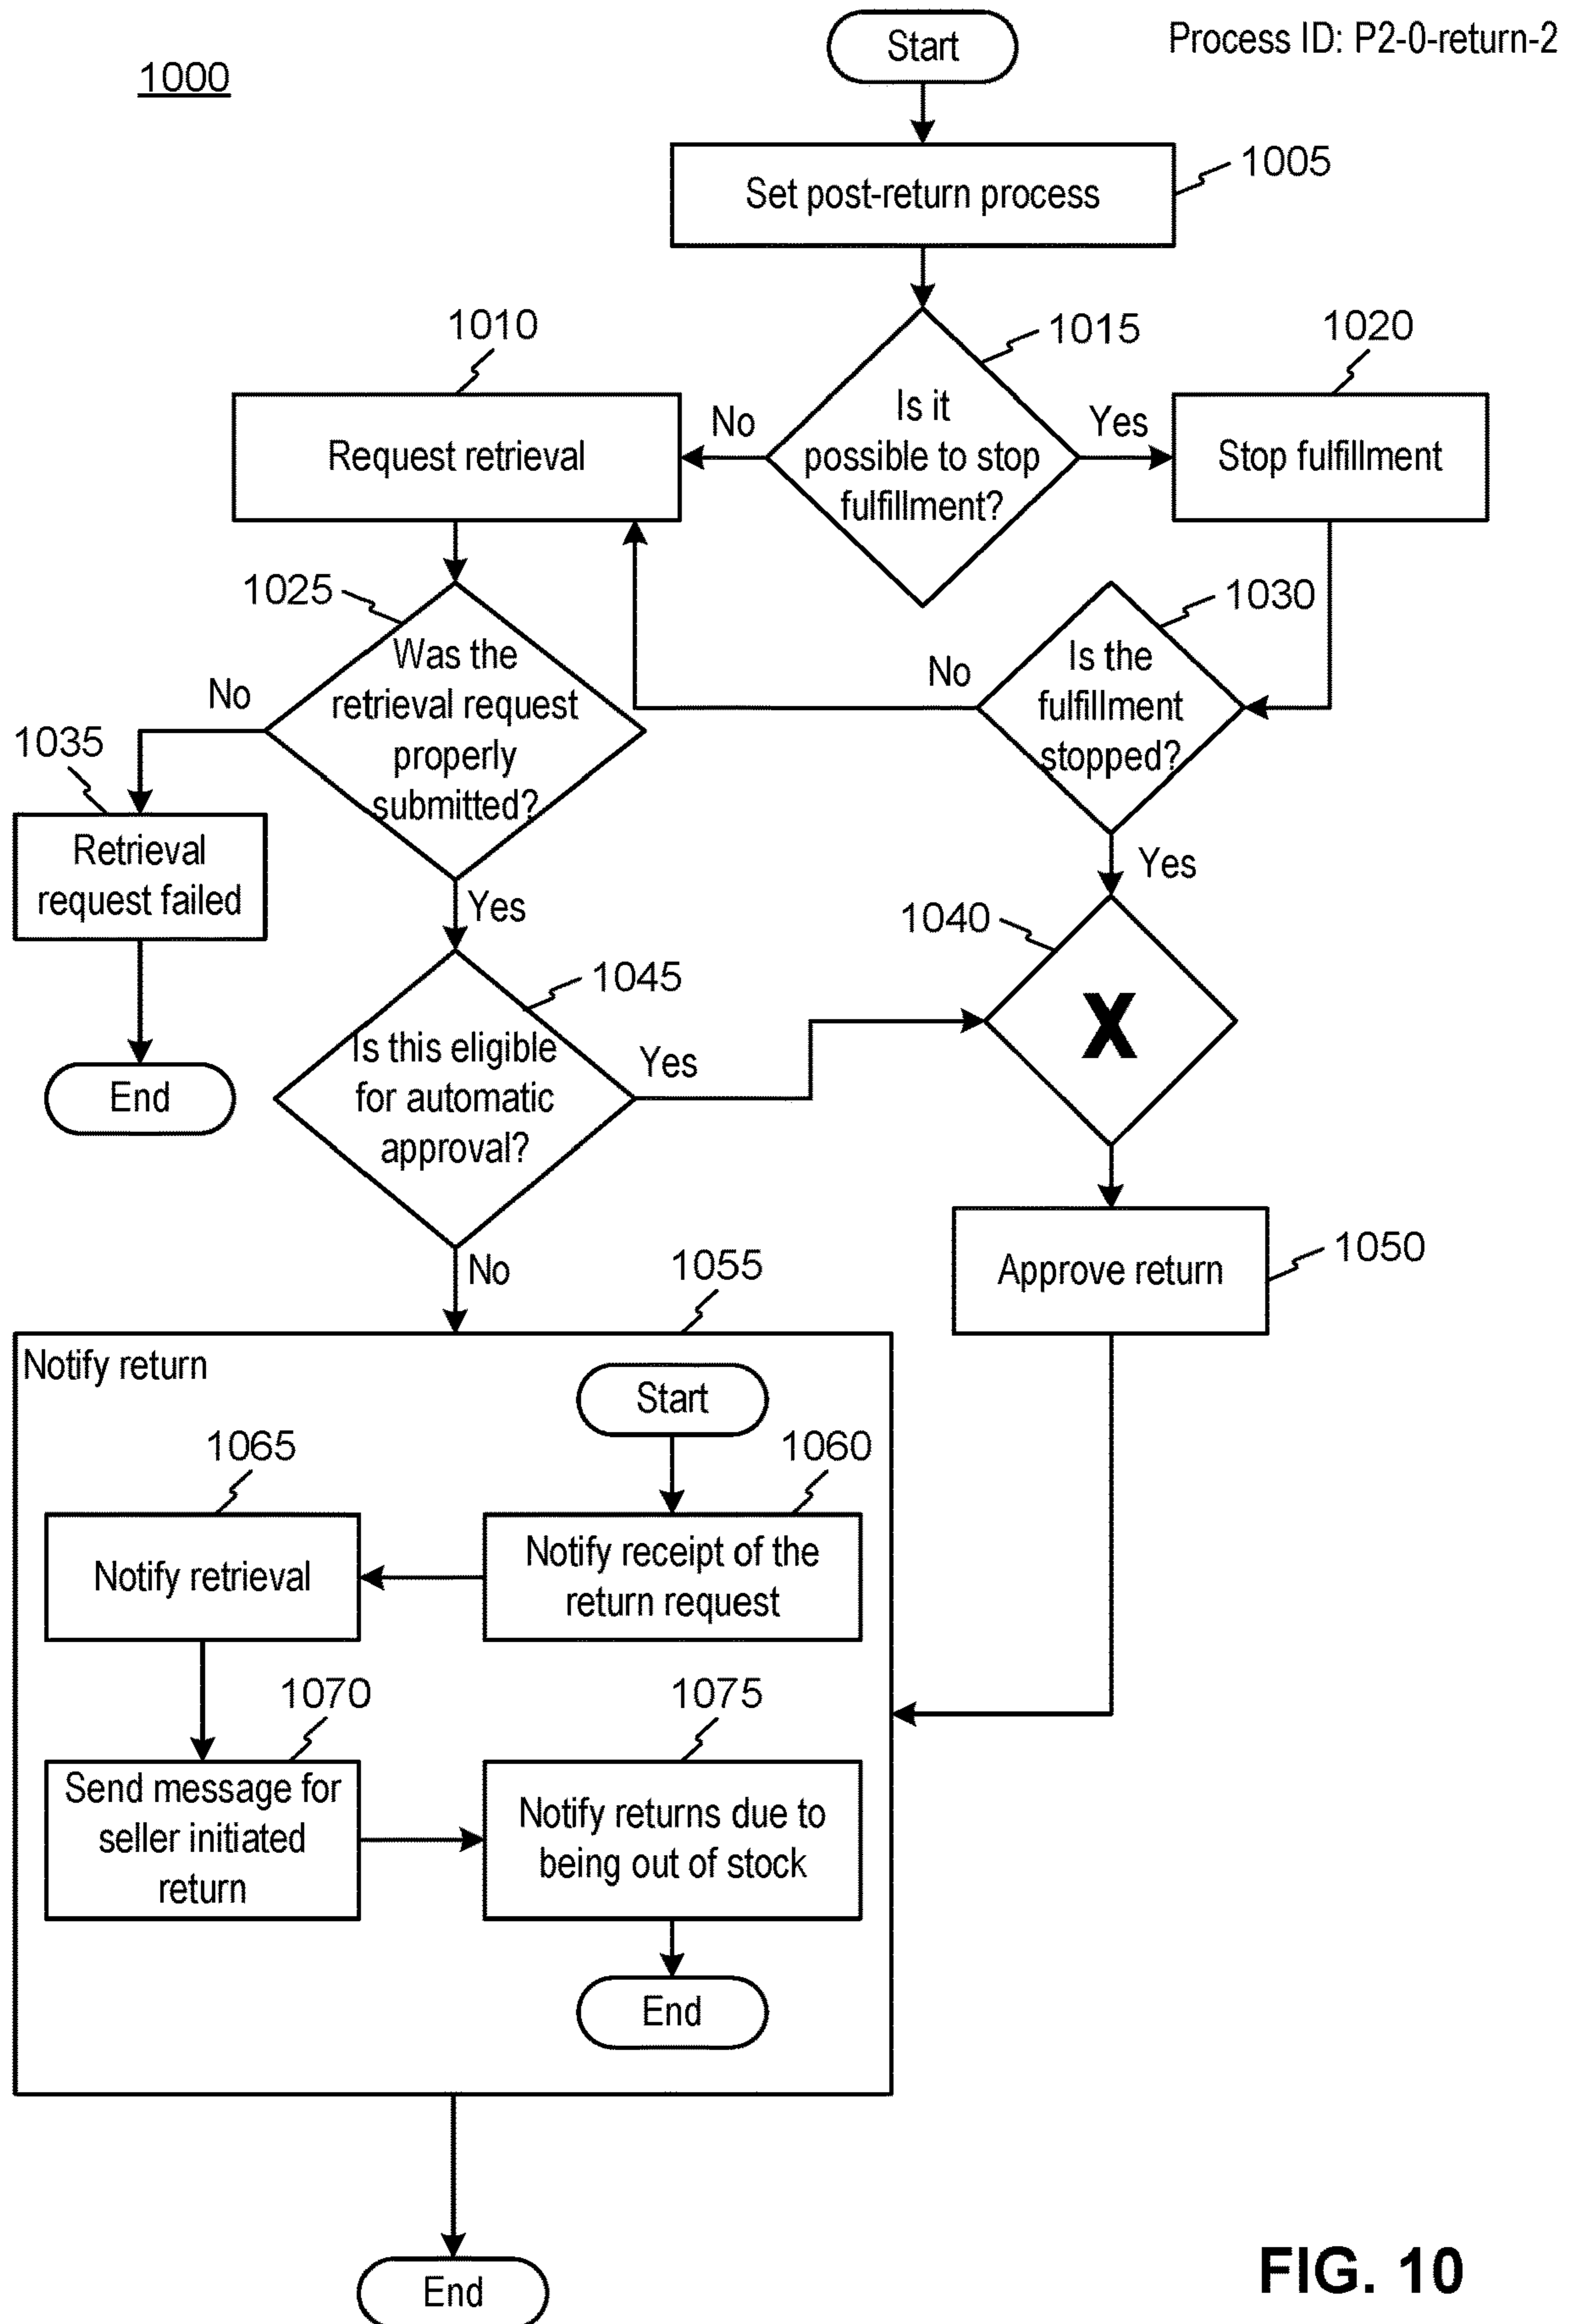 Process ID: P2-0-return-2
1000
Start
1005
Set post-return process
1010
1015
1020
Request retrieval
No
Is it
possible to stop
fulfillment?
Yes
Stop fulfillment
1025
Was the
retrieval request
properly
submitted?
No
1030
Is the
fulfillment
stopped?
No
Yes
1035
Retrieval
request failed
End
Yes
1040
X
1045
Is this eligible
for automatic
approval?
Yes
No
1050
Approve return
1055
Notify return
Start
1065
1060
Notify retrieval
Notify receipt of the
return request
1070
1075
Send message for
seller initiated
return
Notify returns due to
being out of stock
End
End
FIG. 10